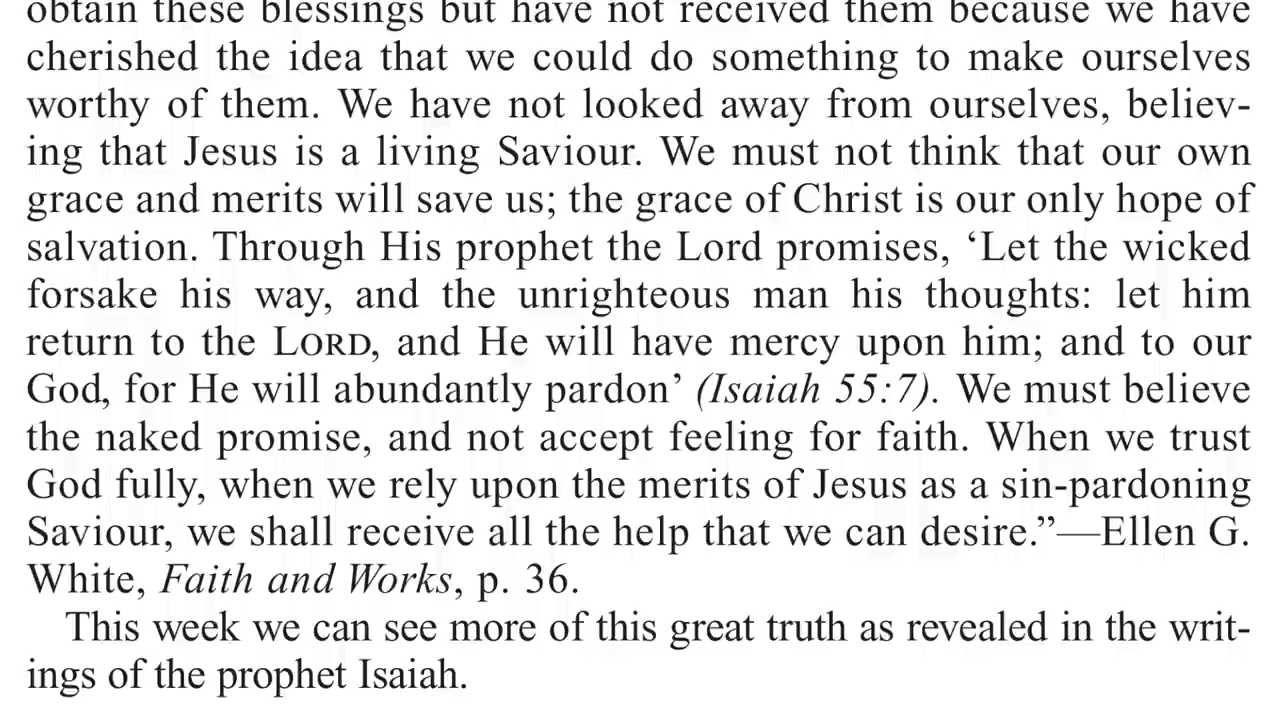 obtain these blessings but have not received them because we have
cherished the idea that we could do something to make ourselves
worthy of them. We have not looked away from ourselves, believ-
ing that Jesus is a living Saviour. We must not think that our own
grace and merits will save us; the grace of Christ is our only hope of
salvation. Through His prophet the Lord promises, ‘Let the wicked
forsake his way, and the unrighteous man his thoughts: let him
return to the LORD, and He will have mercy upon him; and to our
God, for He will abundantly pardon’ (Isaiah 55:7). We must believe
the naked promise, and not accept feeling for faith. When we trust
God fully, when we rely upon the merits of Jesus as a sin-pardoning
Saviour, we shall receive all the help that we can desire.”—Ellen G.
White, Faith and Works, p. 36.
This week we can see more of this great truth as revealed in the writ-
ings of the prophet Isaiah.